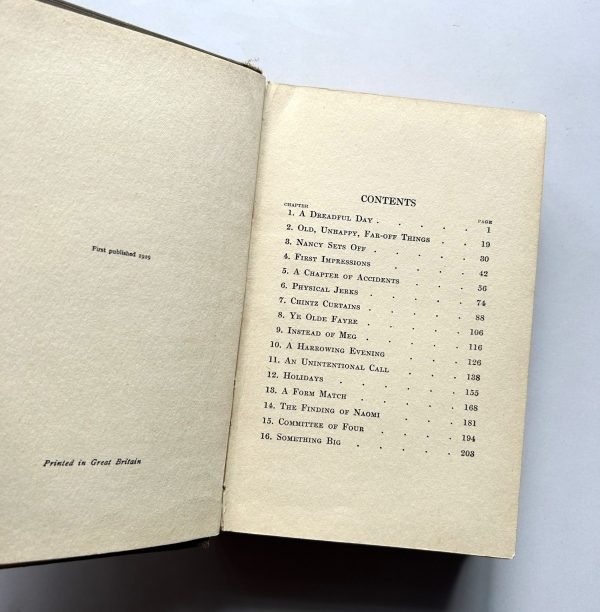 First published 1929
Printed in Great Britain
CONTENTS
CHAPTER PAGE
1. A Dreadful Day . . . . . 1
2. Old, Unhappy, Far-off Things . . 19
3. Nancy Sets Off . . . . . 30
4. First Impressions . . . . 42
5. A Chapter of Accidents . . . 56
6. Physical Jerks . . . . . 74
7. Chintz Curtains . . . . 88
8. Ye Olde Fayre . . . . . 106
9. Instead of Meg . . . . . 116
10. A Harrowing Evening . . . 126
11. An Unintentional Call . . . 138
12. Holidays . . . . . 155
13. A Form Match . . . . . 168
14. The Finding of Naomi . . . 181
15. Committee of Four . . . . 194
16. Something Big . . . . . 203